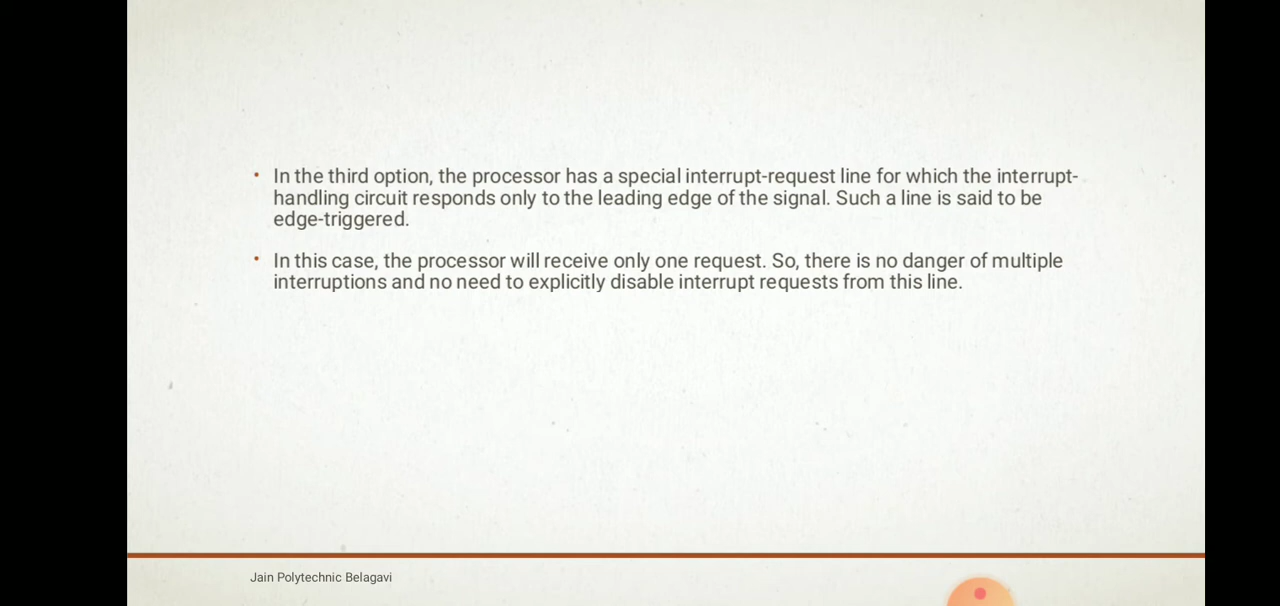 • In the third option, the processor has a special interrupt-request line for which the interrupt-
handling circuit responds only to the leading edge of the signal. Such a line is said to be
edge-triggered.
• In this case, the processor will receive only one request. So, there is no danger of multiple
interruptions and no need to explicitly disable interrupt requests from this line.
Jain Polytechnic Belagavi